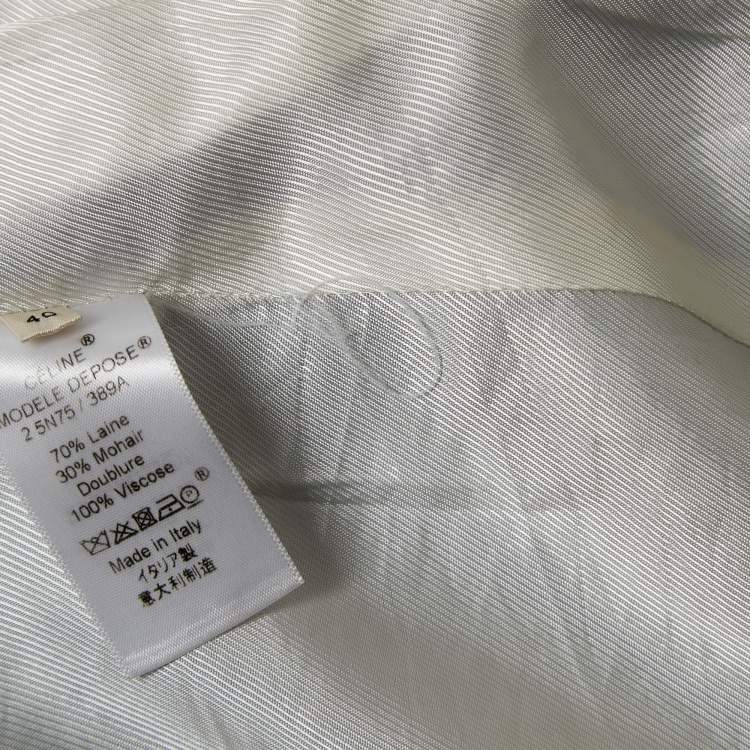 40
CÉLINE®
MODELE DEPOSE®
2 5N75 / 389A
70% Laine
30% Mohair
Doublure
100% Viscose
P ®
Made in Italy
イタリア製
意大利制造